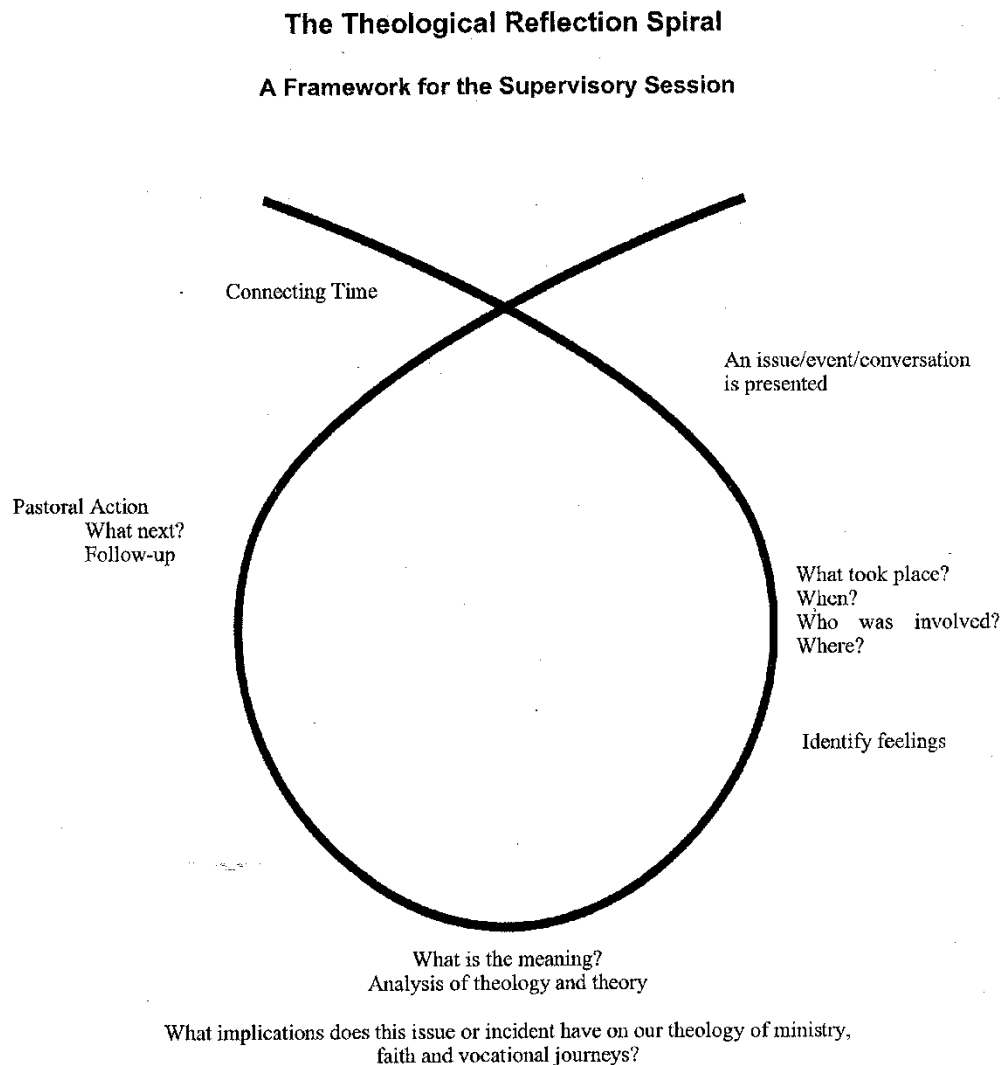 The Theological Reflection Spiral
A Framework for the Supervisory Session
Connecting Time
An issue/event/conversation
is presented
Pastoral Action
What next?
Follow-up
What took place?
When?
Who was involved?
Where?
Identify feelings
What is the meaning?
Analysis of theology and theory
What implications does this issue or incident have on our theology of ministry,
faith and vocational journeys?